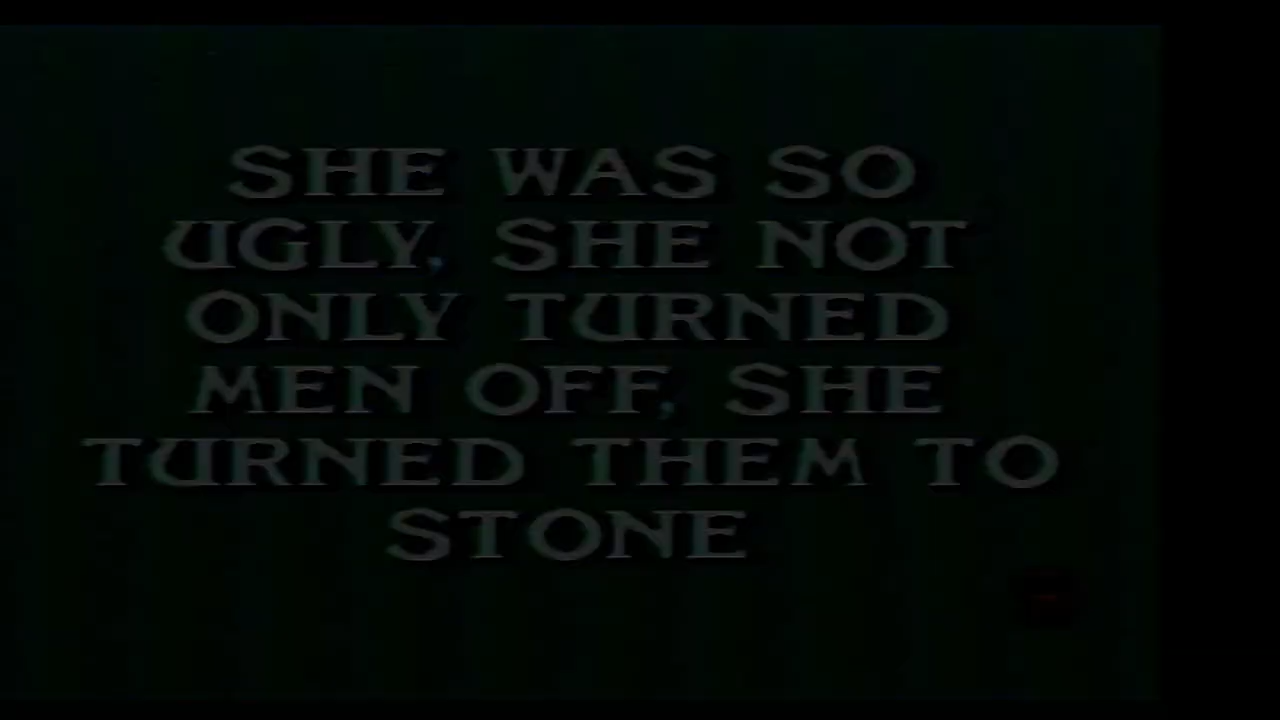 SHE WAS SO
UGLY, SHE NOT
ONLY TURNED
MEN OFF, SHE
TURNED THEM TO
STONE